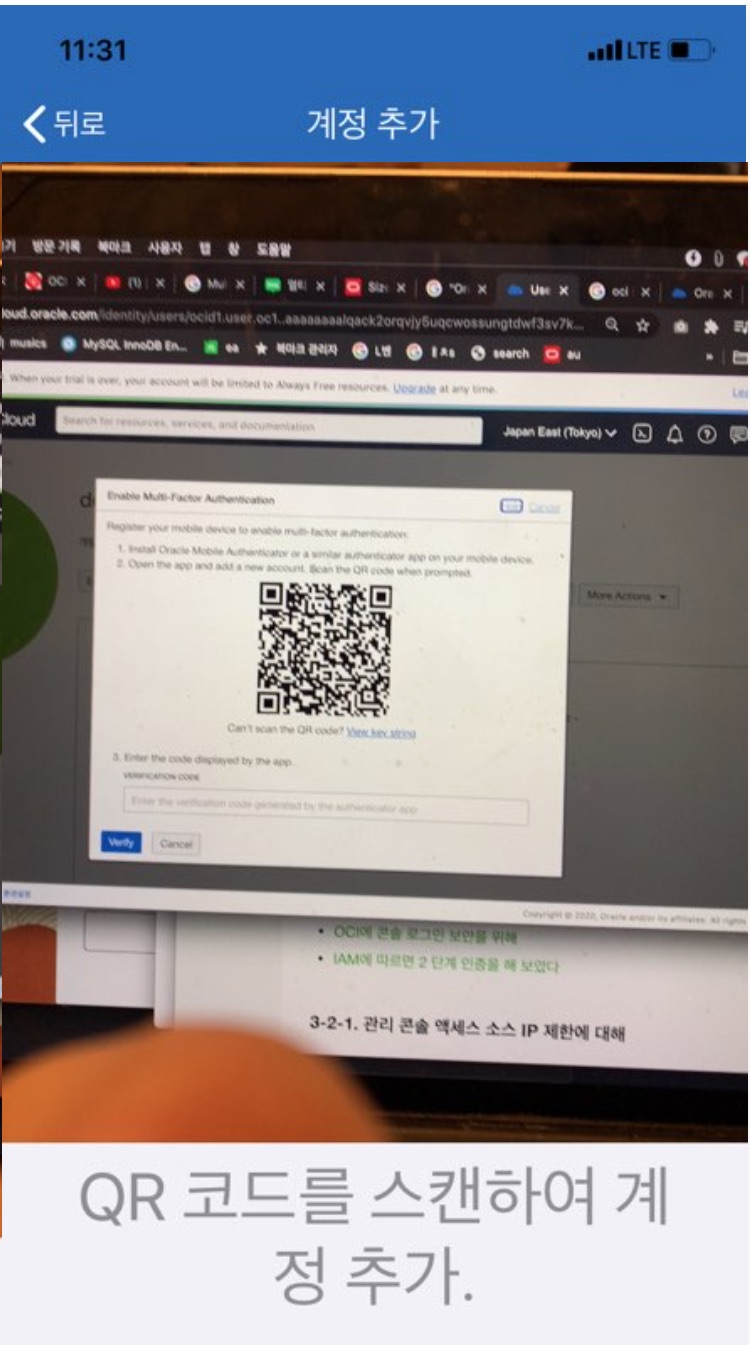 11:31
LTE
뒤로
계정 추가
방문 기록 북마크 사용자 탭 창 도움말
OCI (1) Mul 멀티 Siz "Or Use oci Ora
loud.oracle.com/identity/users/ocid1.user.oc1..aaaaaaaalqack2orqvjy5uqcwossungtdwf3sv7k...
musics MySQL InnoDB En... ea 북마크 관리자 search au
When your trial is over, your account will be limited to Always Free resources. Upgrade at any time.
Cloud
Search for resources, services, and documentation
Japan East (Tokyo)
Enable Multi-Factor Authentication
Cancel
Register your mobile device to enable multi-factor authentication:
1. Install Oracle Mobile Authenticator or a similar authenticator app on your mobile device.
2. Open the app and add a new account. Scan the QR code when prompted.
More Actions
Can't scan the QR code? View key string
3. Enter the code displayed by the app.
VERIFICATION CODE
Enter the verification code generated by the authenticator app
Verify
Cancel
Copyright © 2020, Oracle and/or its affiliates. All rights
• OCI에 콘솔 로그인 보안을 위해
• IAM에 따르면 2 단계 인증을 해 보았다
3-2-1. 관리 콘솔 액세스 소스 IP 제한에 대해
QR 코드를 스캔하여 계
정 추가.